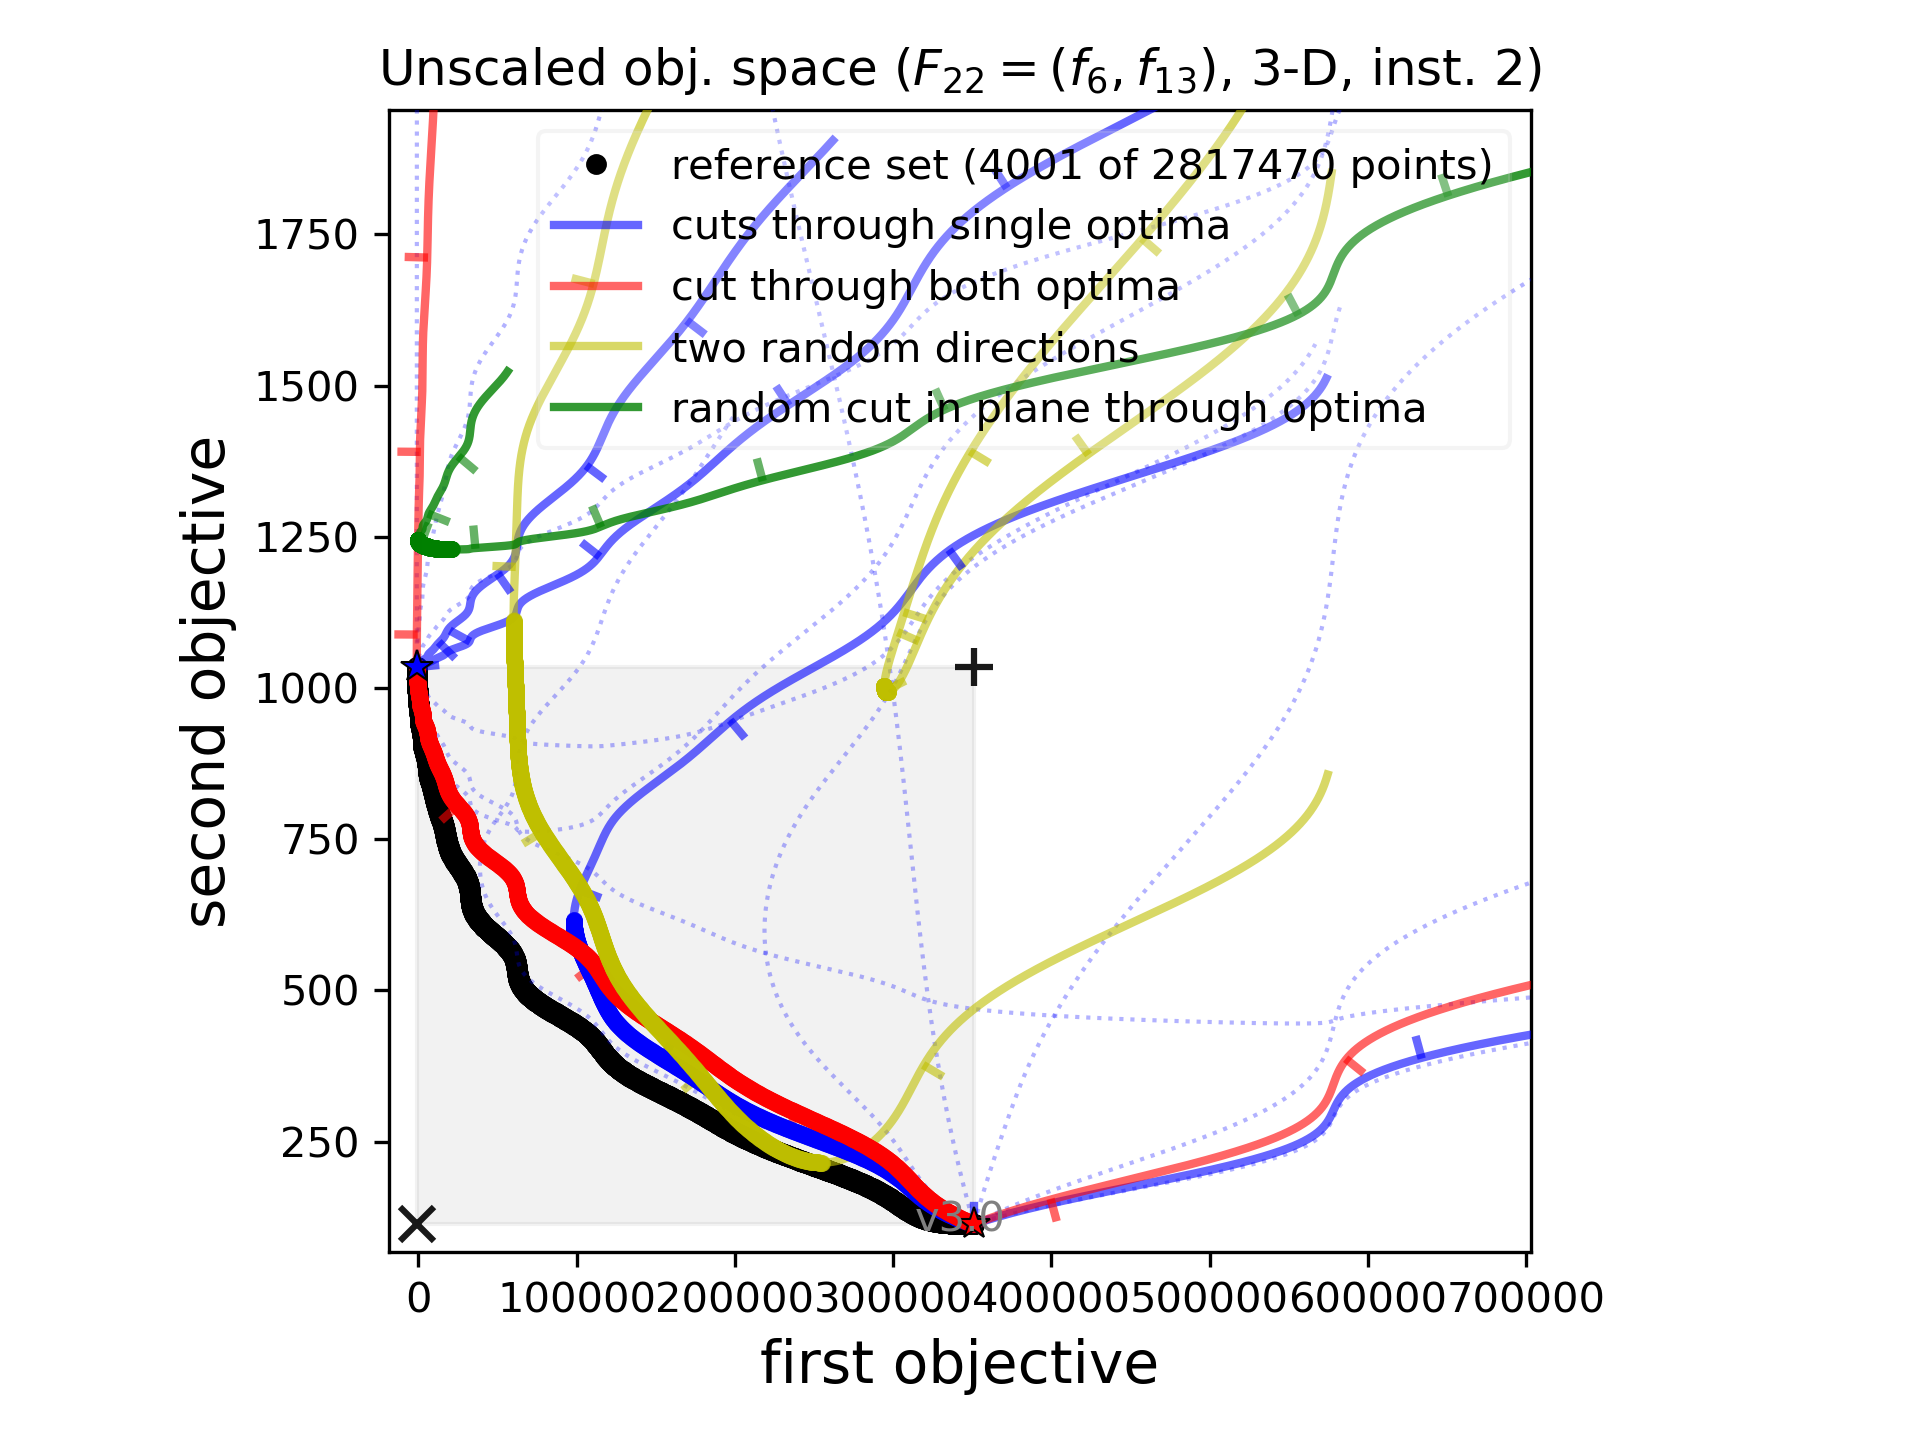 Unscaled obj. space (F22 = (f6, f13), 3-D, inst. 2)
reference set (4001 of 2817470 points)
cuts through single optima
cut through both optima
two random directions
random cut in plane through optima
second objective
1750
1500
1250
1000
750
500
250
v3.0
0 100000 200000 300000 400000 500000 600000 700000
first objective